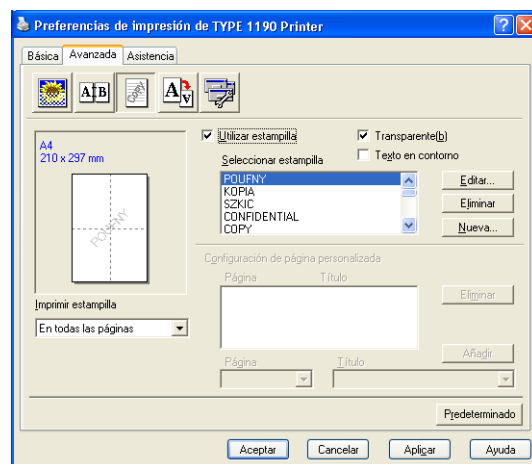 Preferencias de impresión de TYPE 1190 Printer
Básica Avanzada Asistencia
A4
210 x 297 mm
POUFNY
Imprimir estampilla
En todas las páginas
Utilizar estampilla
Transparente(b)
Texto en contorno
Seleccionar estampilla
POUFNY
KOPIA
SZKIC
CONFIDENTIAL
COPY
Editar...
Eliminar
Nueva...
Configuración de página personalizada
Página Título
Eliminar
Añadir
Página Título
Predeterminado
Aceptar Cancelar Aplicar Ayuda